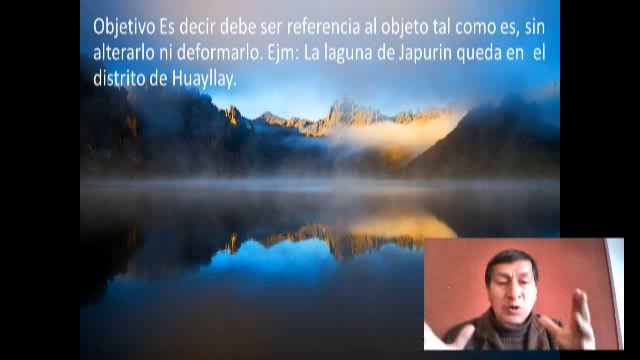 Objetivo Es decir debe ser referencia al objeto tal como es, sin
alterarlo ni deformarlo. Ejm: La laguna de Japurin queda en el
distrito de Huayllay.